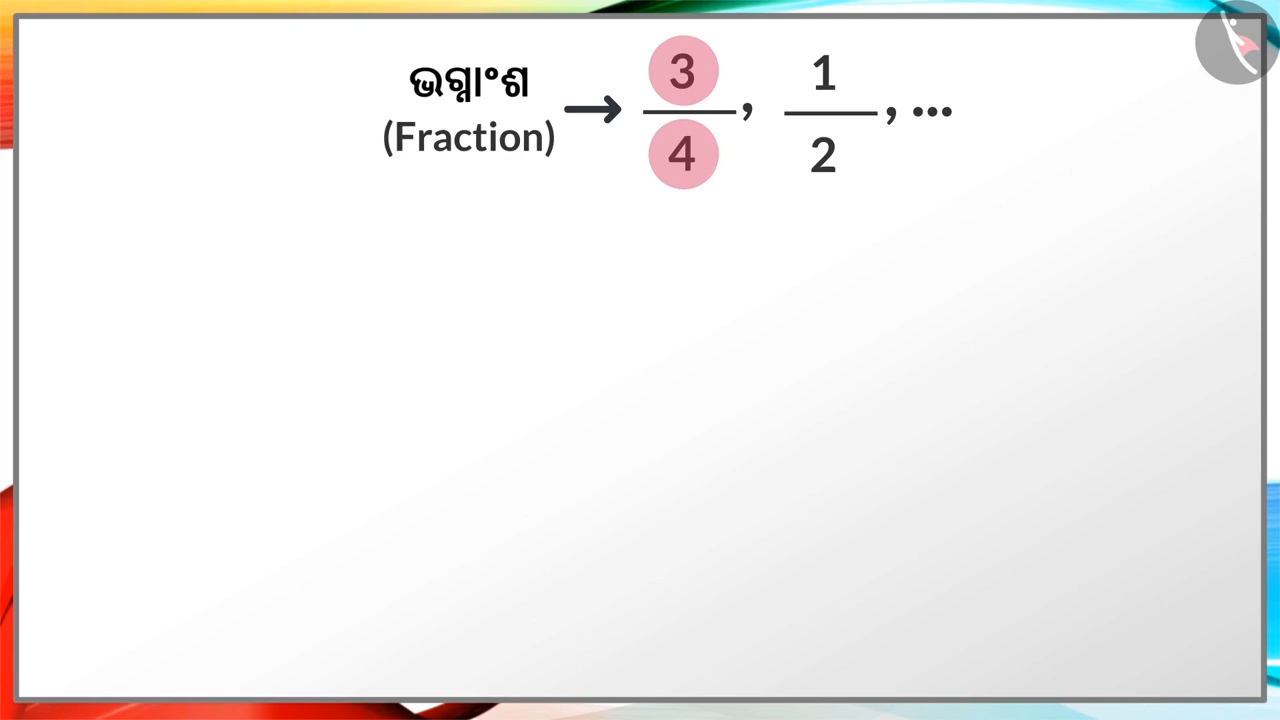 ଭଗ୍ନାଂଶ
(Fraction) → 3/4, 1/2, ...